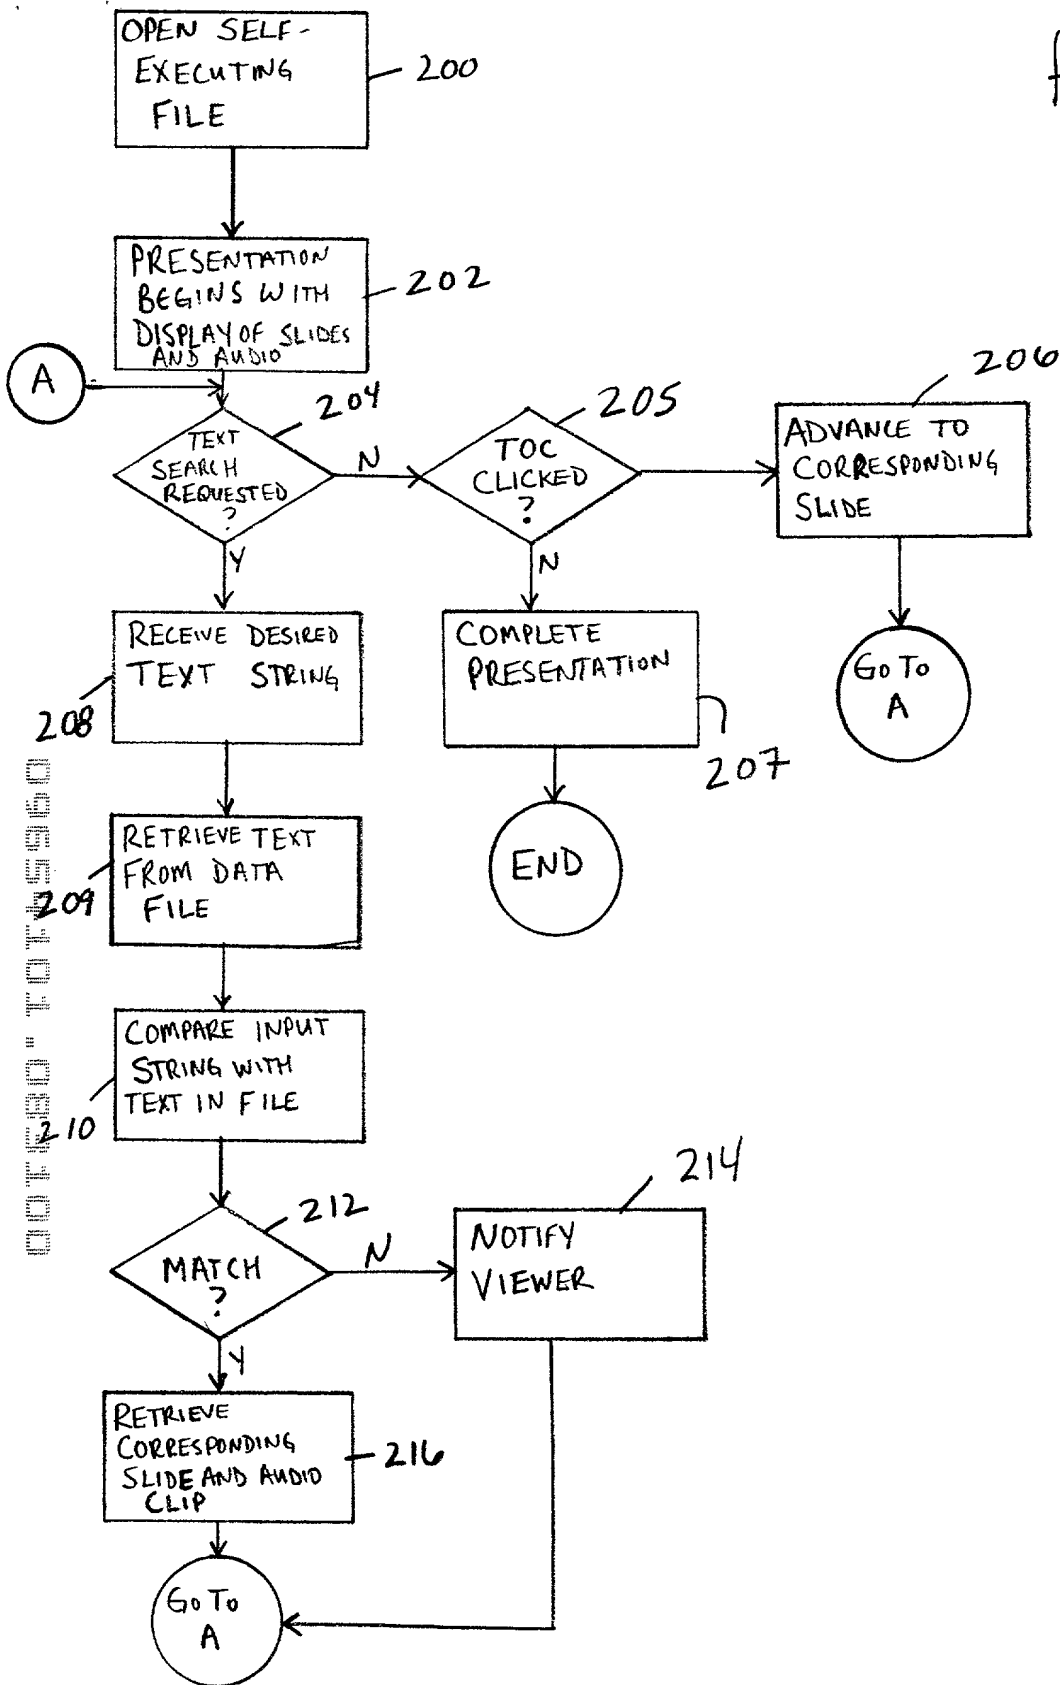 OPEN SELF-
EXECUTING
FILE
200
PRESENTATION
BEGINS WITH
DISPLAY OF SLIDES
AND AUDIO
202
A
TEXT
SEARCH
REQUESTED
?
204
N
TOC
CLICKED
?
205
ADVANCE TO
CORRESPONDING
SLIDE
206
Y
N
RECEIVE DESIRED
TEXT STRING
208
COMPLETE
PRESENTATION
207
GO TO
A
RETRIEVE TEXT
FROM DATA
FILE
209
END
COMPARE INPUT
STRING WITH
TEXT IN FILE
210
MATCH
?
212
N
NOTIFY
VIEWER
214
Y
RETRIEVE
CORRESPONDING
SLIDE AND AUDIO
CLIP
216
GO TO
A